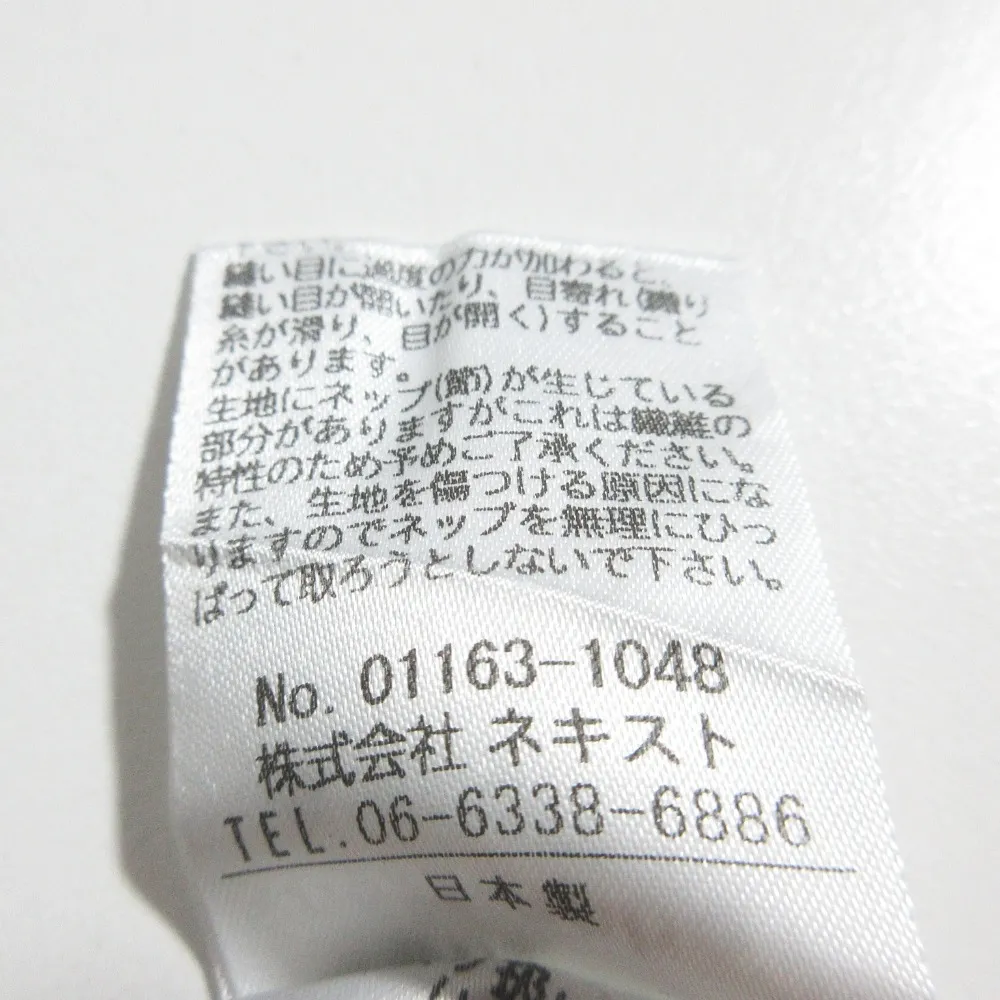 下さい。
縫い目に過度の力が加わると、
縫い目が開いたり、目寄れ(織り
糸が滑り、目が開く)すること
があります。
生地にネップ(節)が生じている
部分がありますがこれは繊維の
特性のため予めご了承ください。
また、生地を傷つける原因にな
りますのでネップを無理にひっ
ぱって取ろうとしないで下さい。
No. 01163-1048
株式会社 ネキスト
TEL.06-6338-6886
日本製